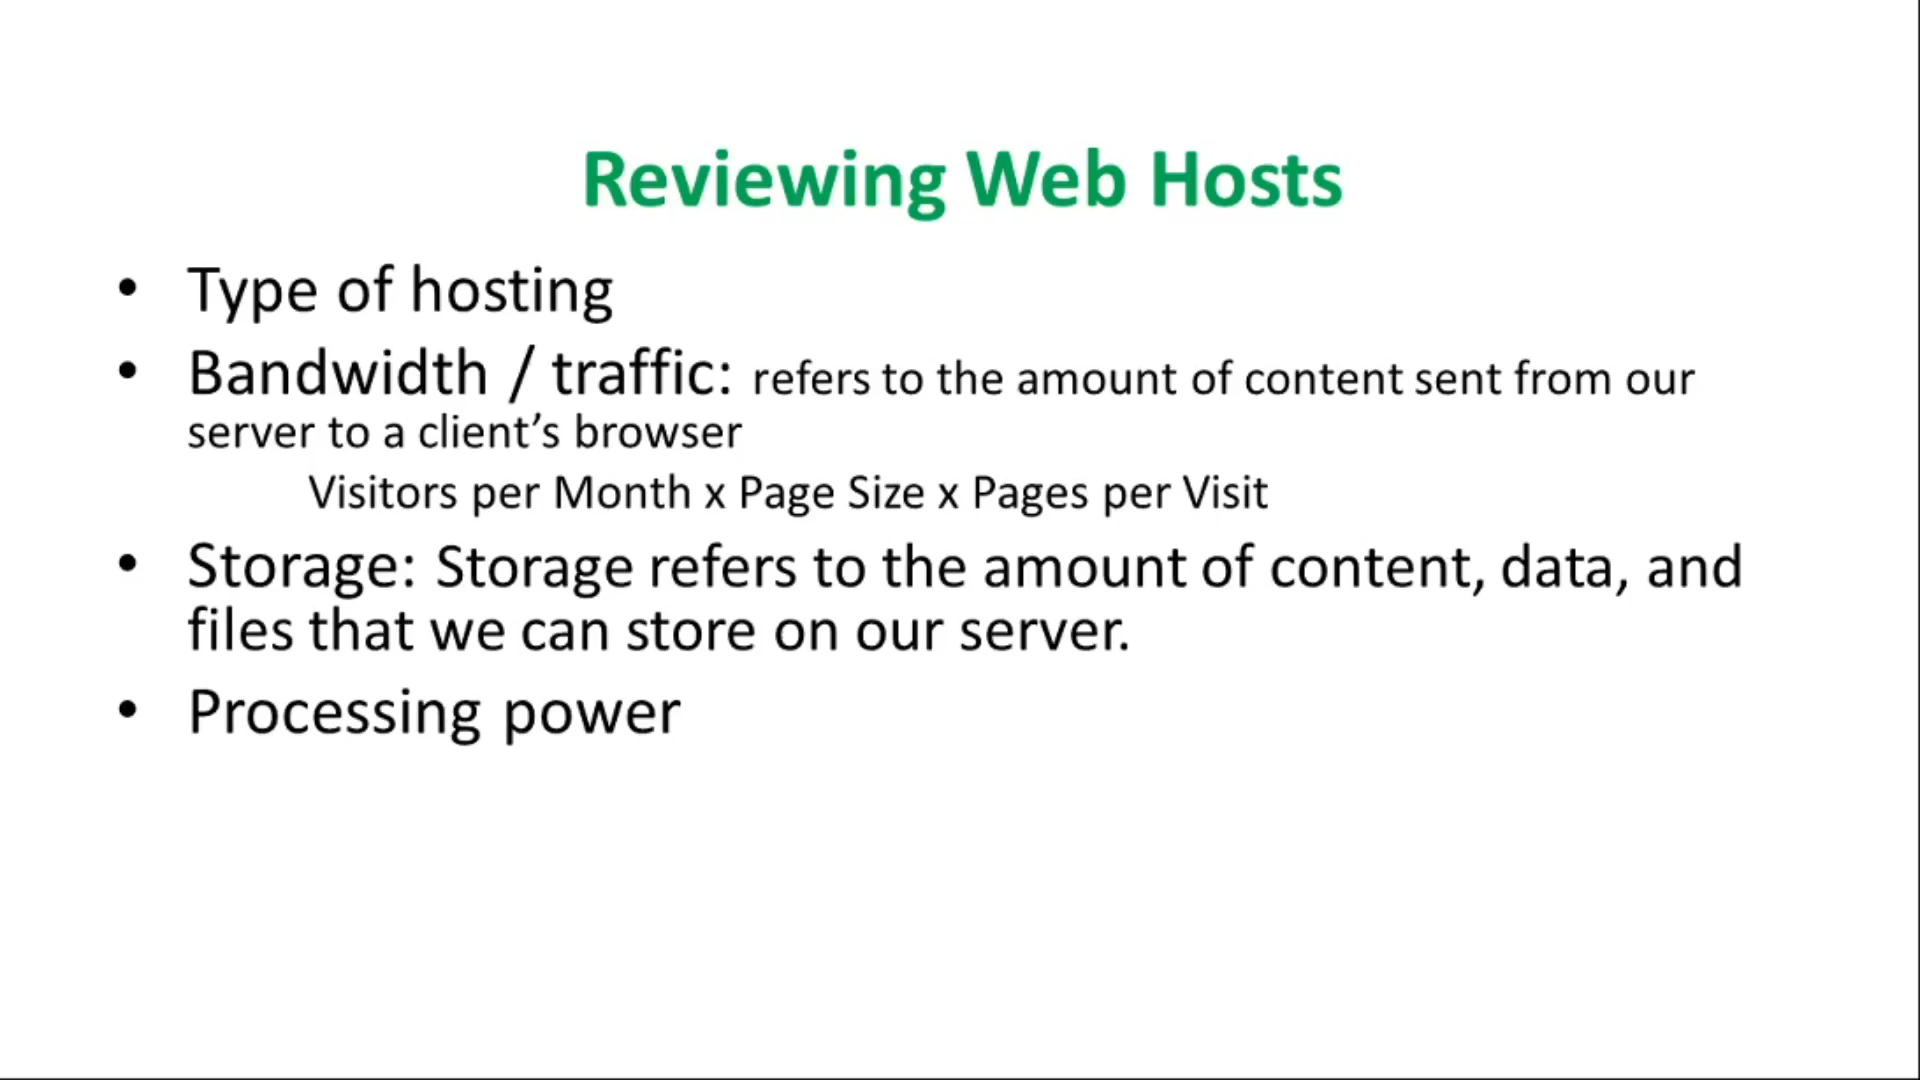 Reviewing Web Hosts
• Type of hosting
• Bandwidth / traffic: refers to the amount of content sent from our
server to a client’s browser
Visitors per Month x Page Size x Pages per Visit
• Storage: Storage refers to the amount of content, data, and
files that we can store on our server.
• Processing power